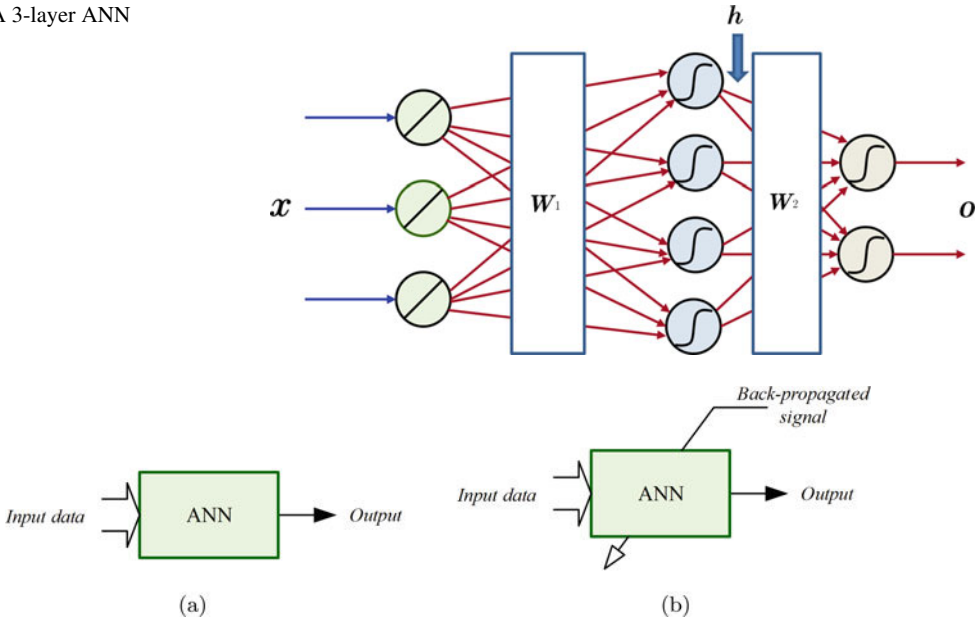 A 3-layer ANN
h
x
W1
W2
o
Back-propagated
signal
Input data
ANN
Output
Input data
ANN
Output
(a)
(b)